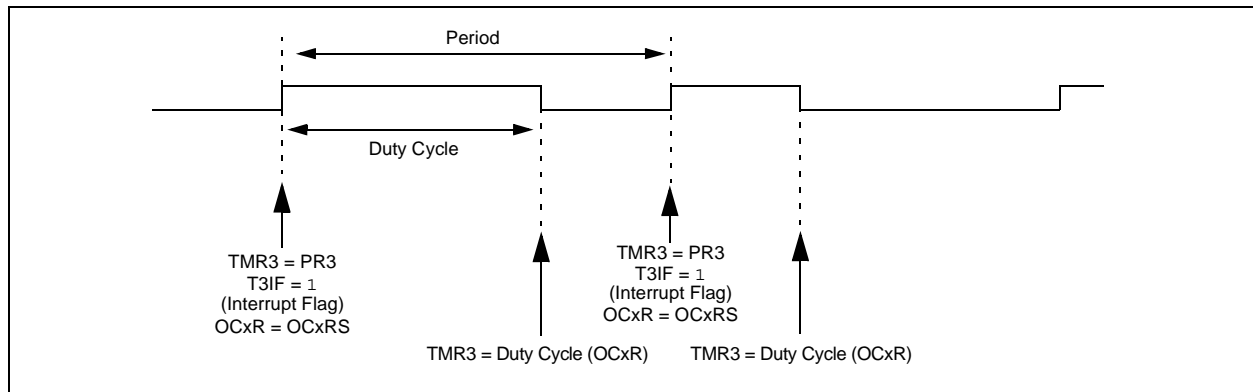 Period
Duty Cycle
TMR3 = PR3
T3IF = 1
(Interrupt Flag)
OCxR = OCxRS
TMR3 = Duty Cycle (OCxR)
TMR3 = PR3
T3IF = 1
(Interrupt Flag)
OCxR = OCxRS
TMR3 = Duty Cycle (OCxR)